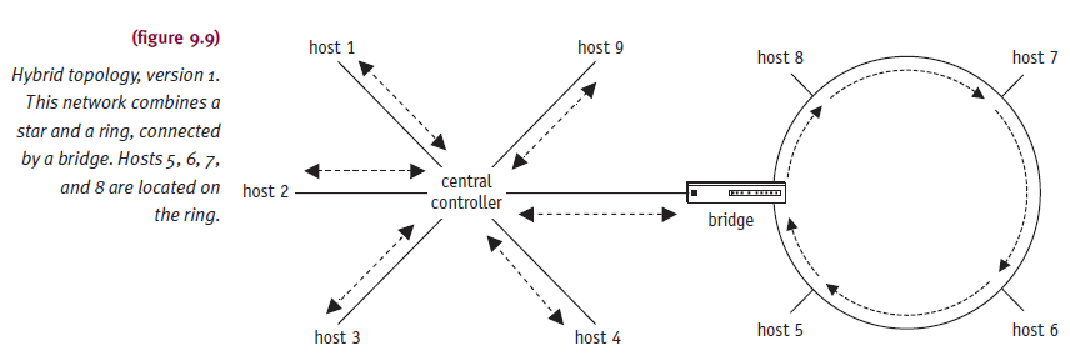 (figure 9.9)
Hybrid topology, version 1.
This network combines a
star and a ring, connected
by a bridge. Hosts 5, 6, 7,
and 8 are located on
the ring.
host 1
host 9
host 2
central
controller
host 3
host 4
bridge
host 8
host 7
host 5
host 6